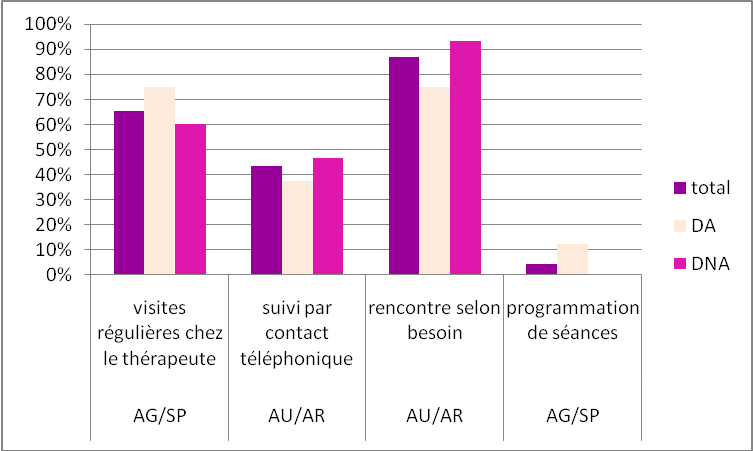 100%
90%
80%
70%
60%
50%
40%
30%
20%
10%
0%
visites
régulières chez
le thérapeute
suivi par
contact
téléphonique
rencontre selon
besoin
programmation
de séances
AG/SP
AU/AR
AU/AR
AG/SP
total
DA
DNA